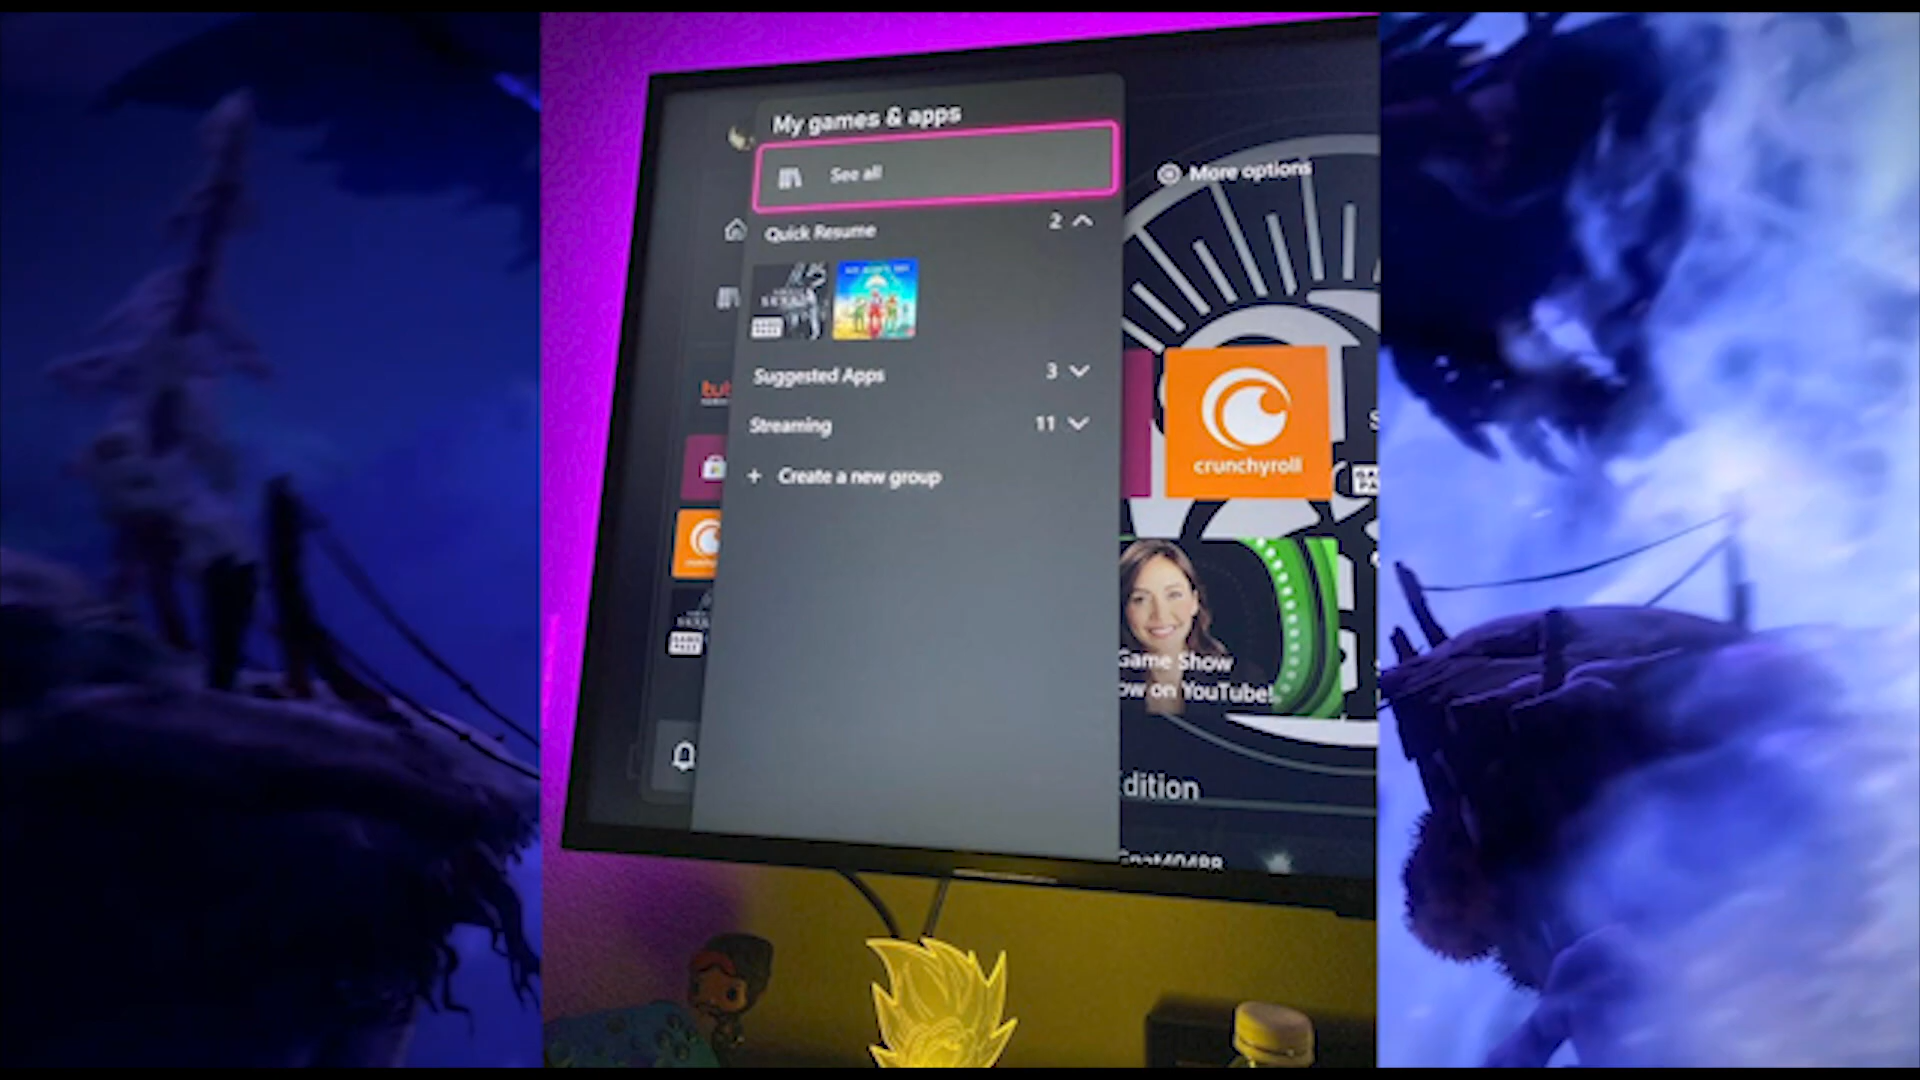 My games & apps
See all
More options
Quick Resume
2
Suggested Apps
3
Streaming
11
+ Create a new group
crunchyroll
Game Show
ow on YouTube!
dition